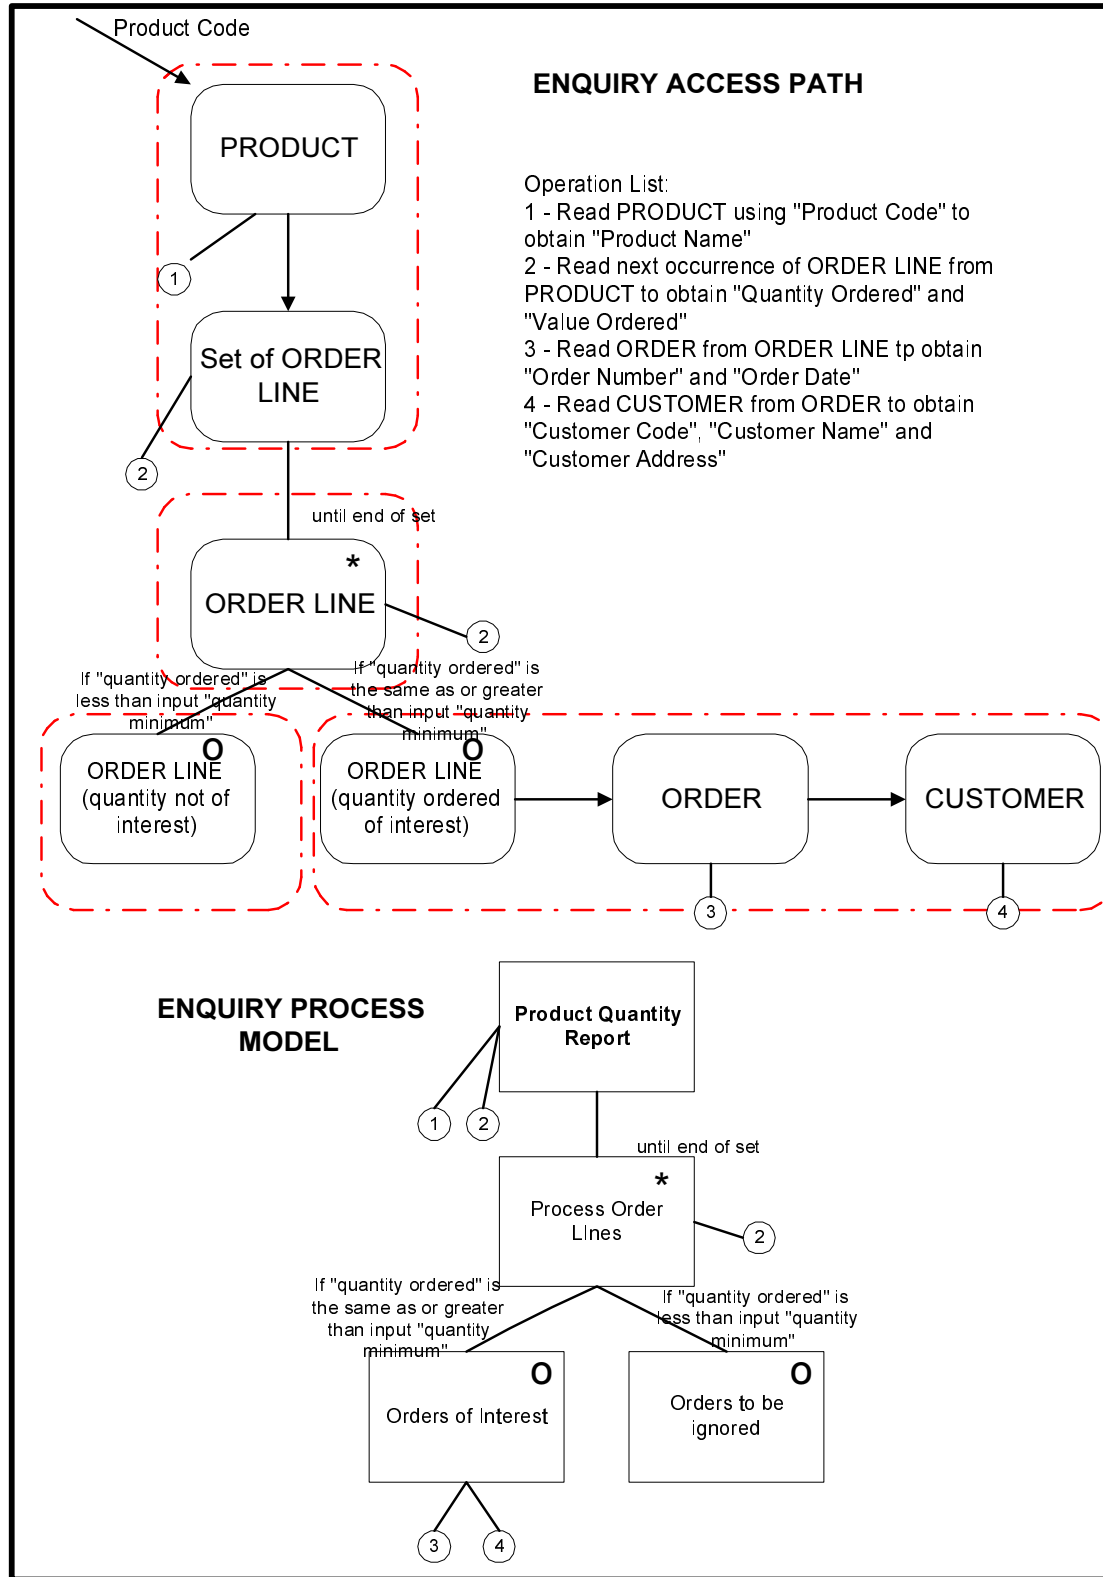 Product Code
ENQUIRY ACCESS PATH
PRODUCT
Operation List:
1 - Read PRODUCT using "Product Code" to
obtain "Product Name"
2 - Read next occurrence of ORDER LINE from
PRODUCT to obtain "Quantity Ordered" and
"Value Ordered"
3 - Read ORDER from ORDER LINE tp obtain
"Order Number" and "Order Date"
4 - Read CUSTOMER from ORDER to obtain
"Customer Code", "Customer Name" and
"Customer Address"
1
Set of ORDER
LINE
2
until end of set
*
ORDER LINE
2
If "quantity ordered" is
less than input "quantity
minimum"
If "quantity ordered" is
the same as or greater
than input "quantity
minimum"
O
ORDER LINE
(quantity not of
interest)
O
ORDER LINE
(quantity ordered
of interest)
ORDER
CUSTOMER
3
4
ENQUIRY PROCESS
MODEL
Product Quantity
Report
1
2
until end of set
*
Process Order
LInes
2
If "quantity ordered" is
the same as or greater
than input "quantity
minimum"
If "quantity ordered" is
less than input "quantity
minimum"
O
Orders of Interest
O
Orders to be
ignored
3
4